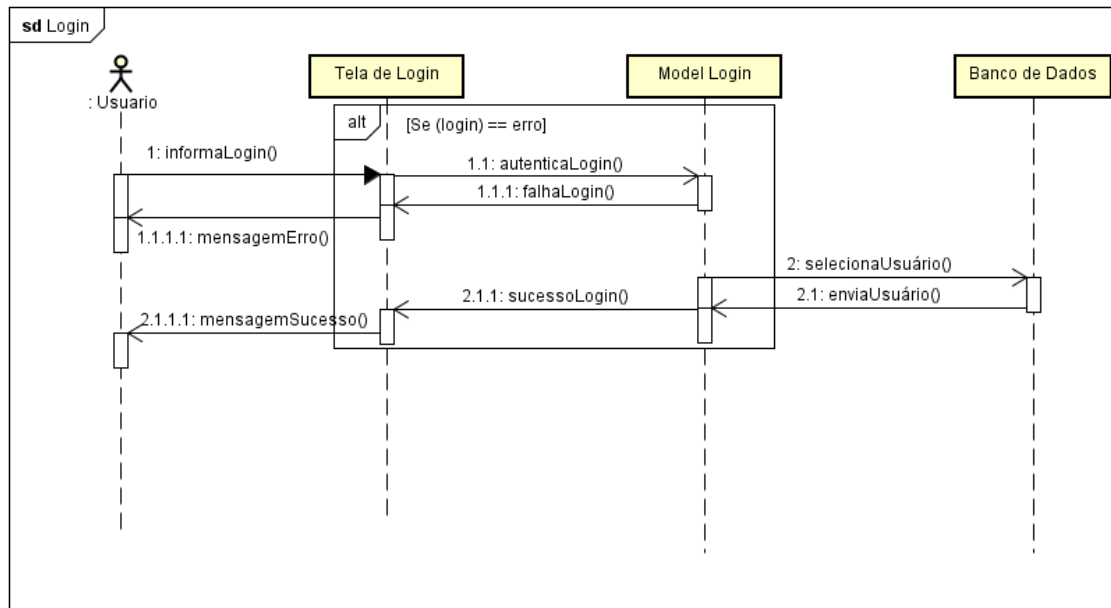 sd Login
: Usuario
Tela de Login
Model Login
Banco de Dados
alt
[Se (login) == erro]
1: informaLogin()
1.1: autenticaLogin()
1.1.1: falhaLogin()
1.1.1.1: mensagemErro()
2: selecionaUsuário()
2.1: enviaUsuário()
2.1.1: sucessoLogin()
2.1.1.1: mensagemSucesso()